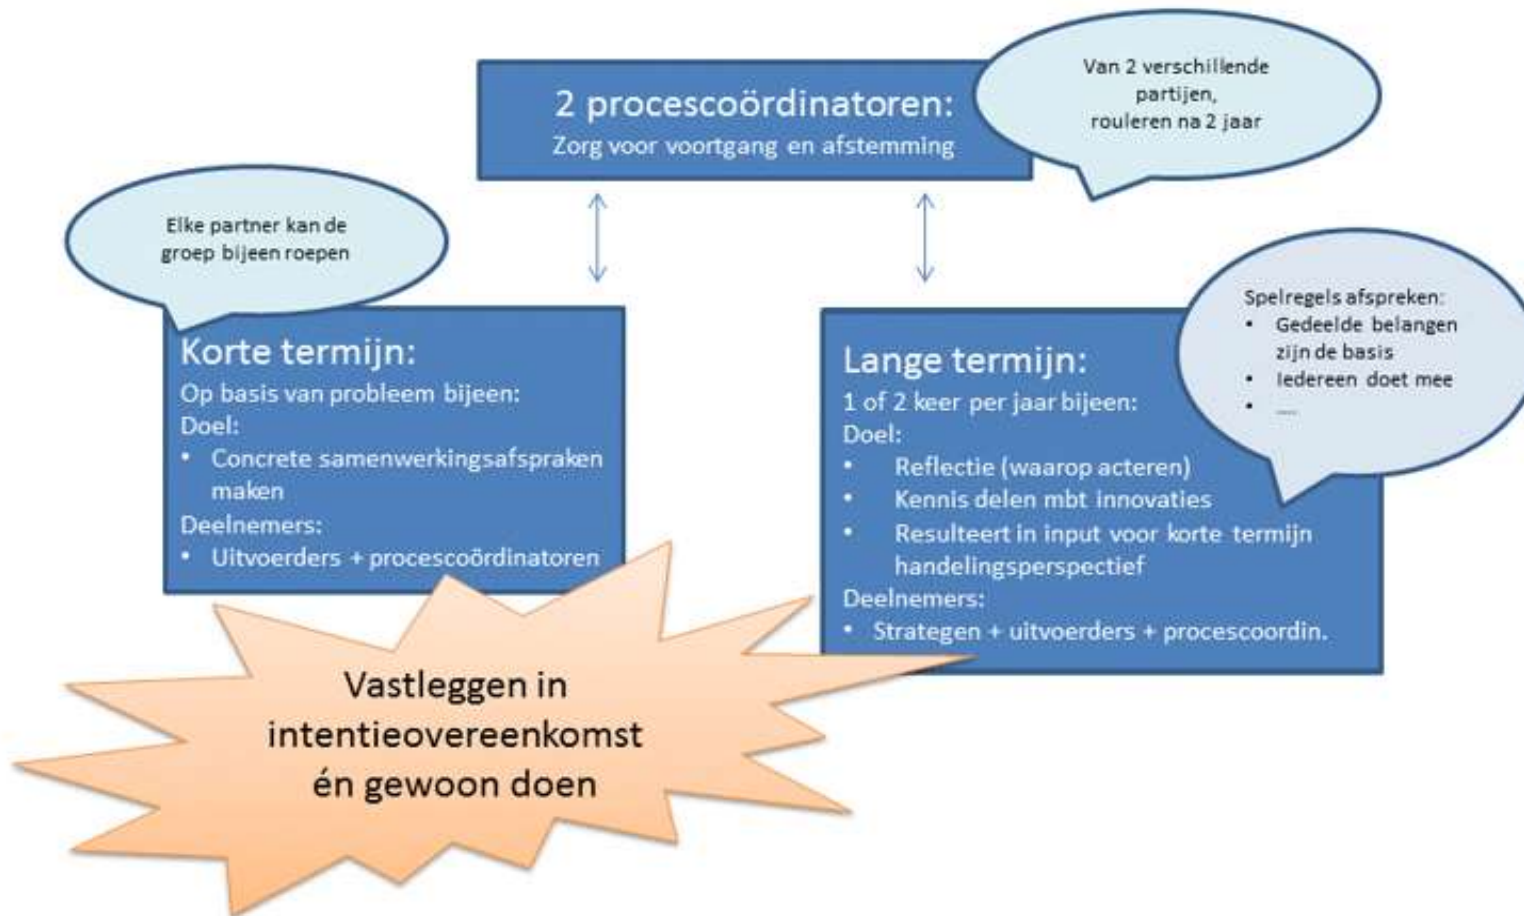 2 procescoördinatoren:
Zorg voor voortgang en afstemming
Van 2 verschillende
partijen,
rouleren na 2 jaar
Elke partner kan de
groep bijeen roepen
Korte termijn:
Op basis van probleem bijeen:
Doel:
• Concrete samenwerkingsafspraken
maken
Deelnemers:
• Uitvoerders + procescoördinatoren
Spelregels afspreken:
• Gedeelde belangen
zijn de basis
• Iedereen doet mee
• ....
Lange termijn:
1 of 2 keer per jaar bijeen:
Doel:
• Reflectie (waarop acteren)
• Kennis delen mbt innovaties
• Resulteert in input voor korte termijn
handelingsperspectief
Deelnemers:
• Strategen + uitvoerders + procescoordin.
Vastleggen in
intentieovereenkomst
én gewoon doen